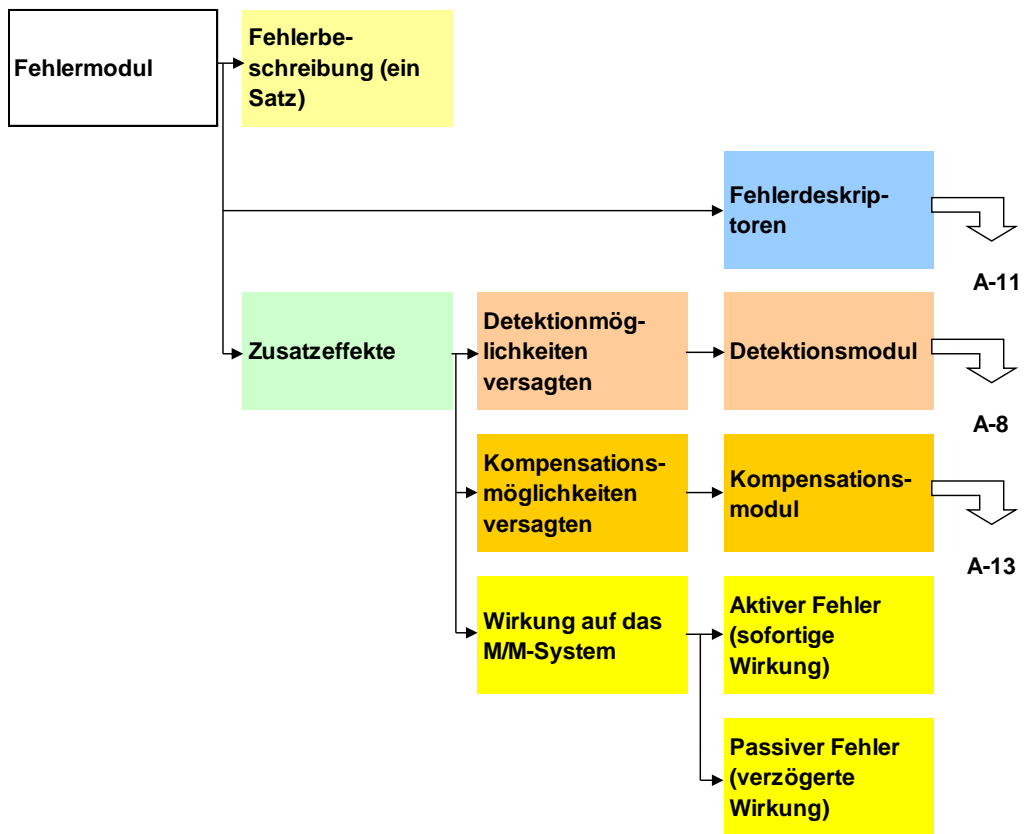 Fehlermodul
Fehlerbe-
schreibung (ein
Satz)
Fehlerdeskrip-
toren
A-11
Zusatzeffekte
Detektionmög-
lichkeiten
versagten
Detektionsmodul
A-8
Kompensations-
möglichkeiten
versagten
Kompensations-
modul
A-13
Wirkung auf das
M/M-System
Aktiver Fehler
(sofortige
Wirkung)
Passiver Fehler
(verzögerte
Wirkung)